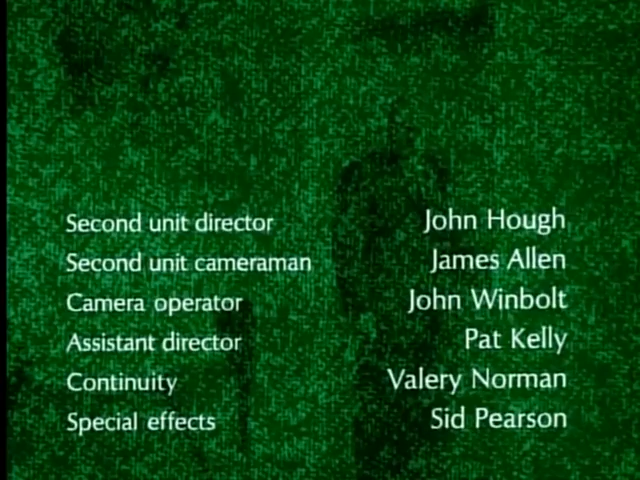 Second unit director John Hough
Second unit cameraman James Allen
Camera operator John Winbolt
Assistant director Pat Kelly
Continuity Valery Norman
Special effects Sid Pearson